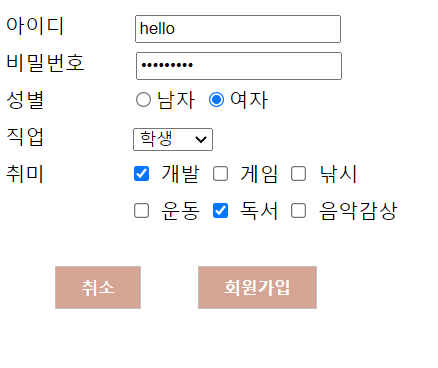 아이디 hello
비밀번호 •••••••••
성별 남자 여자
직업 학생
취미 개발 게임 낚시
운동 독서 음악감상
취소 회원가입